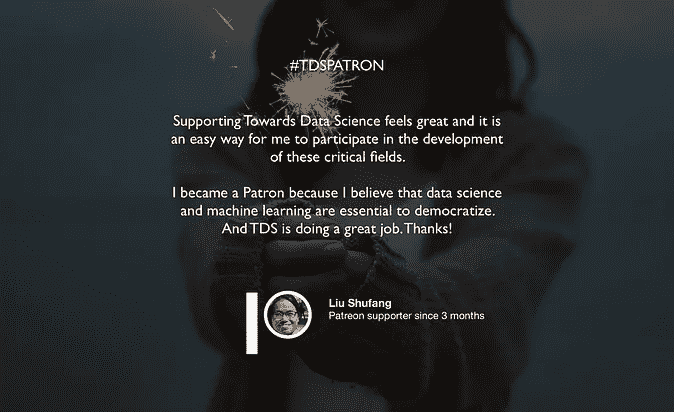 #TDSPATRON
Supporting Towards Data Science feels great and it is
an easy way for me to participate in the development
of these critical fields.
I became a Patron because I believe that data science
and machine learning are essential to democratize.
And TDS is doing a great job. Thanks!
Liu Shufang
Patreon supporter since 3 months